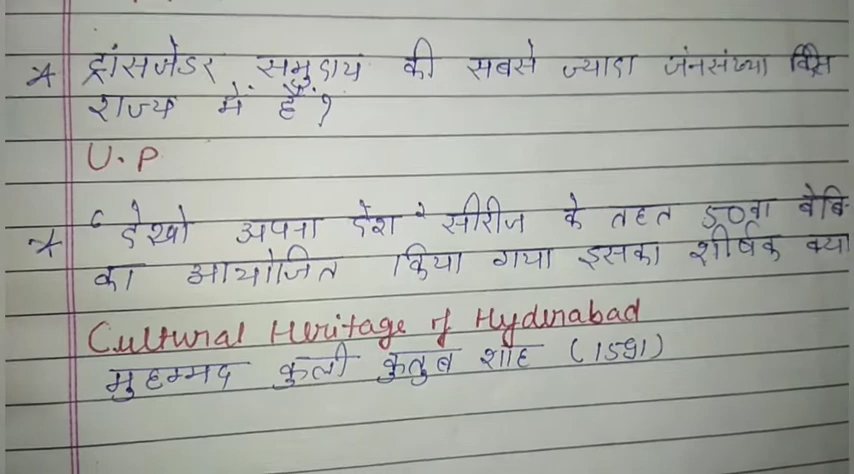 * ट्रांसजेंडर समुदाय की सबसे ज्यादा जनसंख्या किस
राज्य में है?
U.P
* 'देखो अपना देश' सीरीज के तहत 50वा वेबि-
का आयोजित किया गया इसका शीर्षक क्या
Cultural Heritage of Hyderabad
मुहम्मद कुली कुतुब शाह (1591)